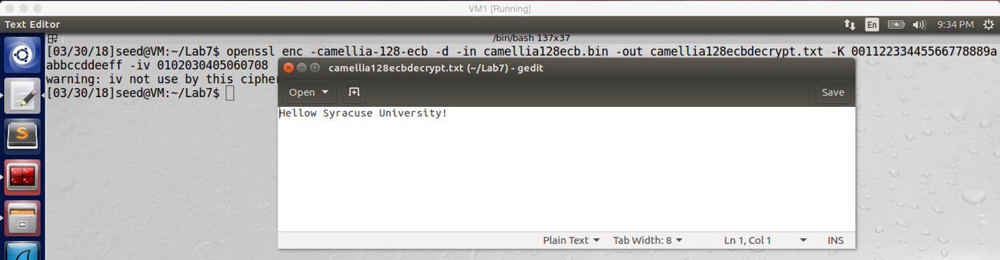 VM1 [Running]
Text Editor
En
9:34 PM
/bin/bash 137x37
[03/30/18]seed@VM:~/Lab7$ openssl enc -camellia-128-ecb -d -in camellia128ecb.bin -out camellia128ecbdecrypt.txt -K 00112233445566778889a
abbccddeeff -iv 0102030405060708
warning: iv not use by this cipher
[03/30/18]seed@VM:~/Lab7$
camellia128ecbdecrypt.txt (~/Lab7) - gedit
Open
Save
Hellow Syracuse University!
Plain Text
Tab Width: 8
Ln 1, Col 1
INS